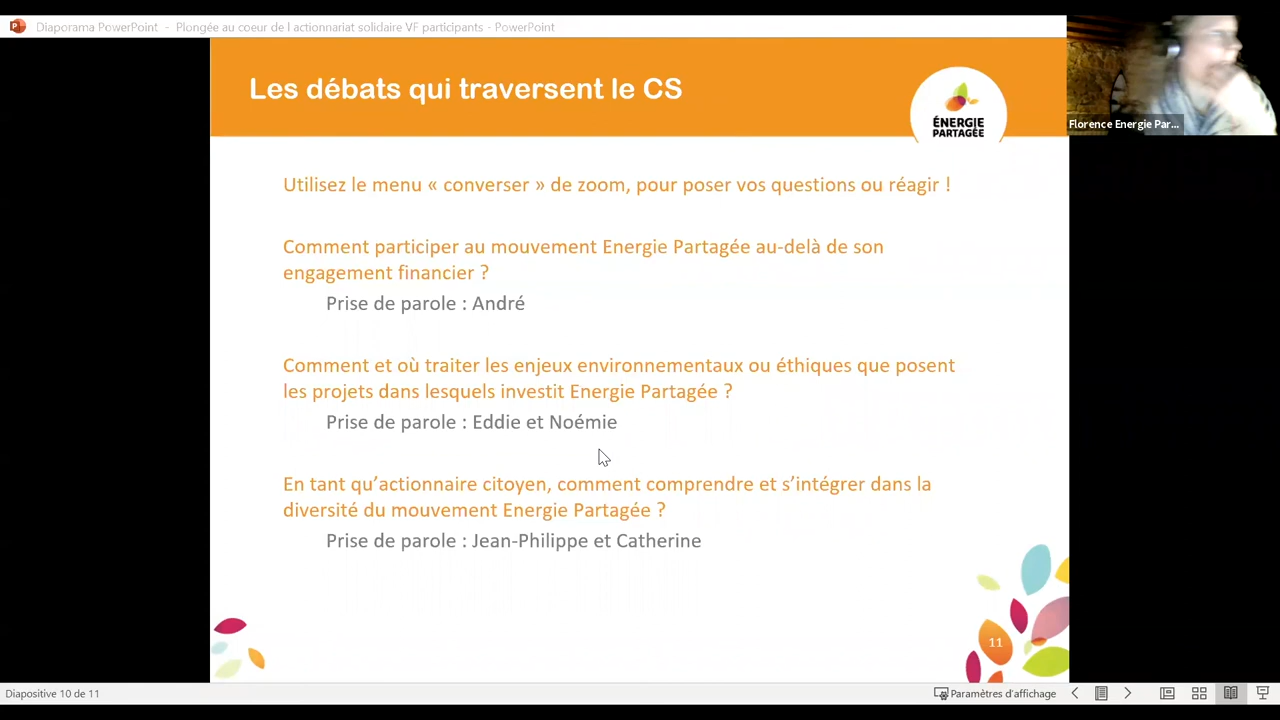 Diaporama PowerPoint - Plongée au coeur de l actionnariat solidaire VF participants - PowerPoint
Les débats qui traversent le CS
ÉNERGIE
PARTAGÉE
Florence Energie Par...
Utilisez le menu « converser » de zoom, pour poser vos questions ou réagir !
Comment participer au mouvement Energie Partagée au-delà de son
engagement financier ?
Prise de parole : André
Comment et où traiter les enjeux environnementaux ou éthiques que posent
les projets dans lesquels investit Energie Partagée ?
Prise de parole : Eddie et Noémie
En tant qu’actionnaire citoyen, comment comprendre et s’intégrer dans la
diversité du mouvement Energie Partagée ?
Prise de parole : Jean-Philippe et Catherine
11
Diapositive 10 de 11
Paramètres d'affichage